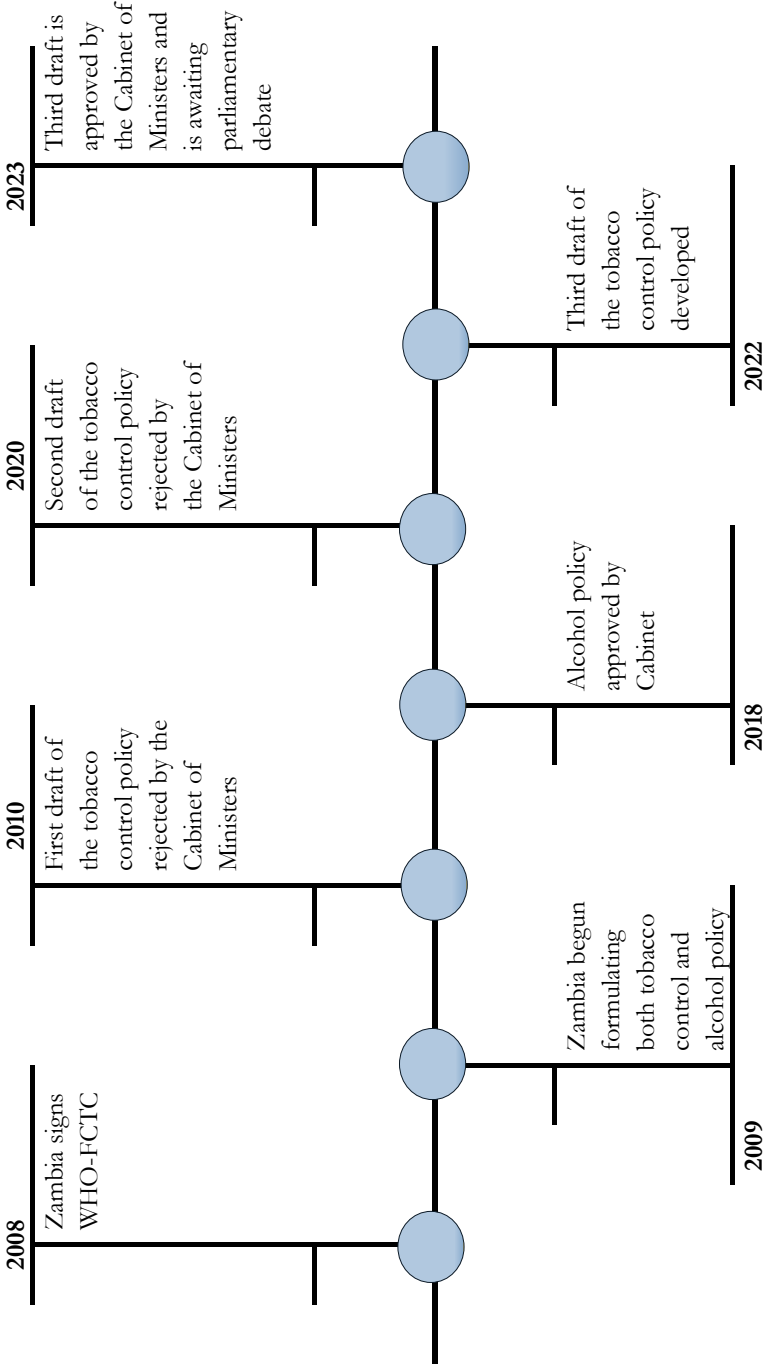 2008
Zambia signs
WHO-FCTC
2009
Zambia begun
formulating
both tobacco
control and
alcohol policy
2010
First draft of
the tobacco
control policy
rejected by the
Cabinet of
Ministers
2018
Alcohol policy
approved by
Cabinet
2020
Second draft
of the tobacco
control policy
rejected by
the Cabinet of
Ministers
2022
Third draft of
the tobacco
control policy
developed
2023
Third draft is
approved by
the Cabinet of
Ministers and
is awaiting
parliamentary
debate